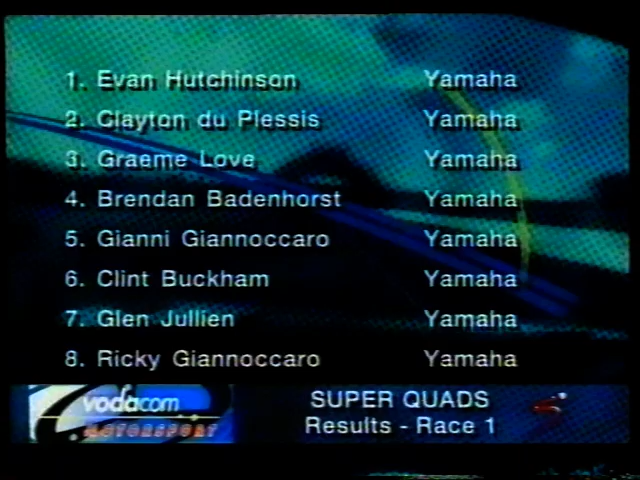 1. Evan Hutchinson Yamaha
2. Clayton du Plessis Yamaha
3. Graeme Love Yamaha
4. Brendan Badenhorst Yamaha
5. Gianni Giannoccaro Yamaha
6. Clint Buckham Yamaha
7. Glen Jullien Yamaha
8. Ricky Giannoccaro Yamaha
vodacom
MOTORSPORT
SUPER QUADS
Results - Race 1